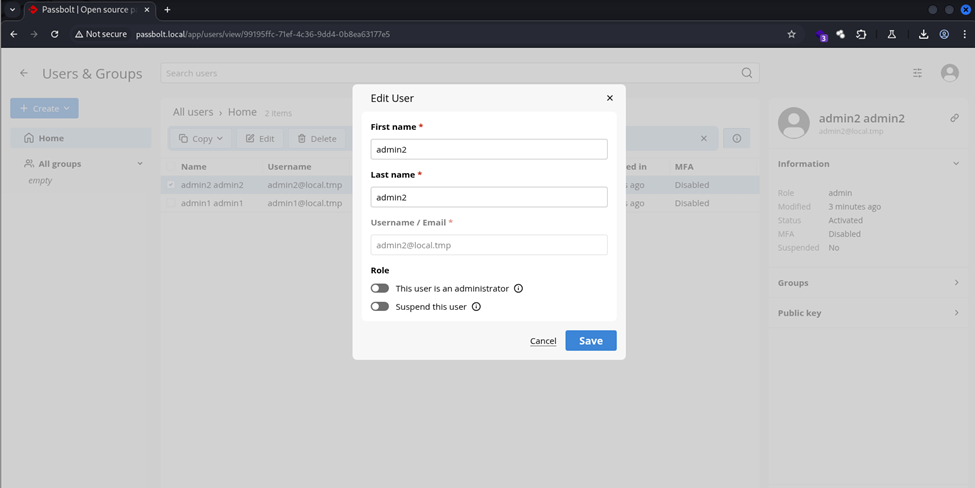 Passbolt | Open source p
Not secure passbolt.local/app/users/view/99195ffc-71ef-4c36-9dd4-0b8ea63177e5
3
Users & Groups
Search users
Create
Home
All groups
empty
All users › Home 2 items
Copy Edit Delete
Name Username ed in MFA
admin2 admin2 admin2@local.tmp s ago Disabled
admin1 admin1 admin1@local.tmp s ago Disabled
Edit User
First name *
admin2
Last name *
admin2
Username / Email *
admin2@local.tmp
Role
This user is an administrator
Suspend this user
Cancel Save
admin2 admin2
admin2@local.tmp
Information
Role admin
Modified 3 minutes ago
Status Activated
MFA Disabled
Suspended No
Groups
Public key